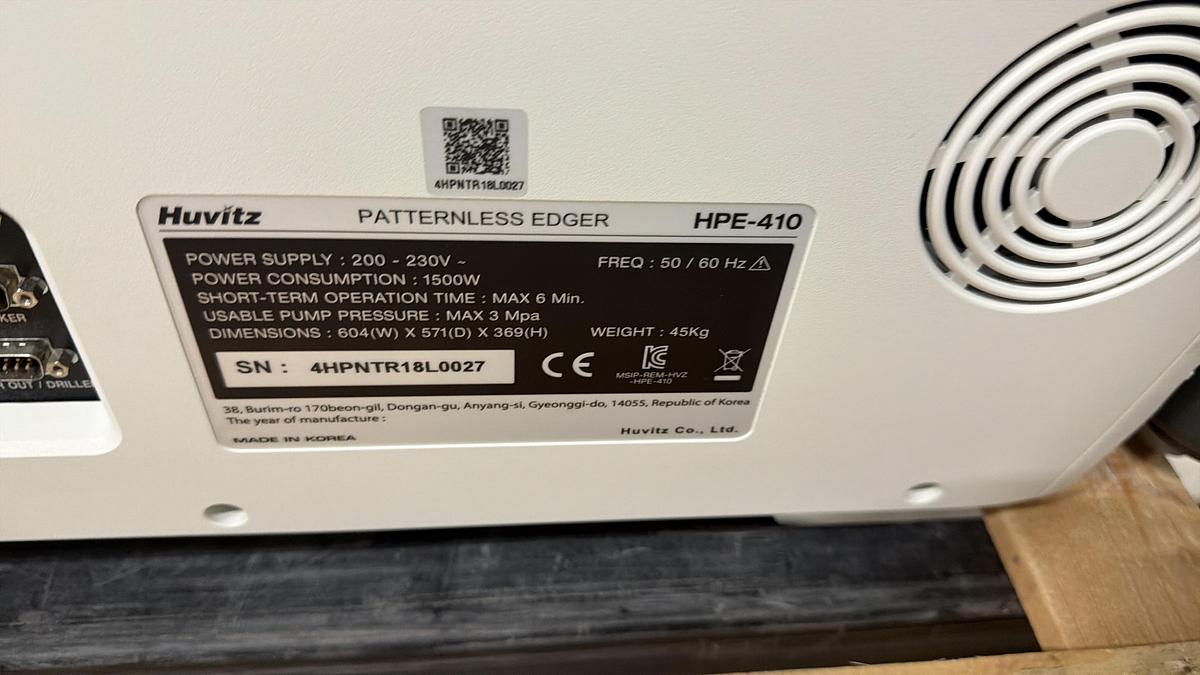 4HPNTR18L0027
Huvitz PATTERNLESS EDGER HPE-410
POWER SUPPLY : 200 - 230V ~ FREQ : 50 / 60 Hz
POWER CONSUMPTION : 1500W
SHORT-TERM OPERATION TIME : MAX 6 Min.
USABLE PUMP PRESSURE : MAX 3 Mpa
DIMENSIONS : 604(W) X 571(D) X 369(H) WEIGHT : 45Kg
SN : 4HPNTR18L0027 CE
MSIP-REM-HVZ
-HPE-410
38, Burim-ro 170beon-gil, Dongan-gu, Anyang-si, Gyeonggi-do, 14055, Republic of Korea
The year of manufacture :
Huvitz Co., Ltd.
MADE IN KOREA
KER
OUT / DRILLE